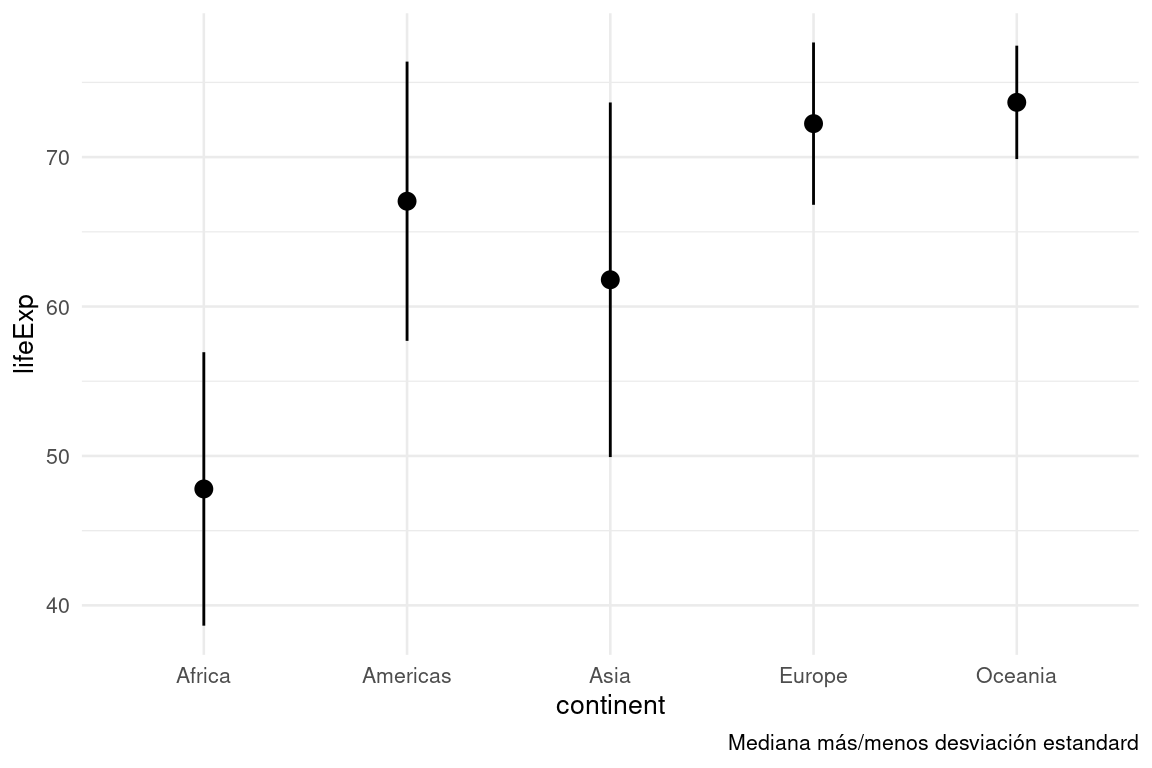 lifeExp
70
60
50
40
Africa Americas Asia Europe Oceania
continent
Mediana más/menos desviación estandard